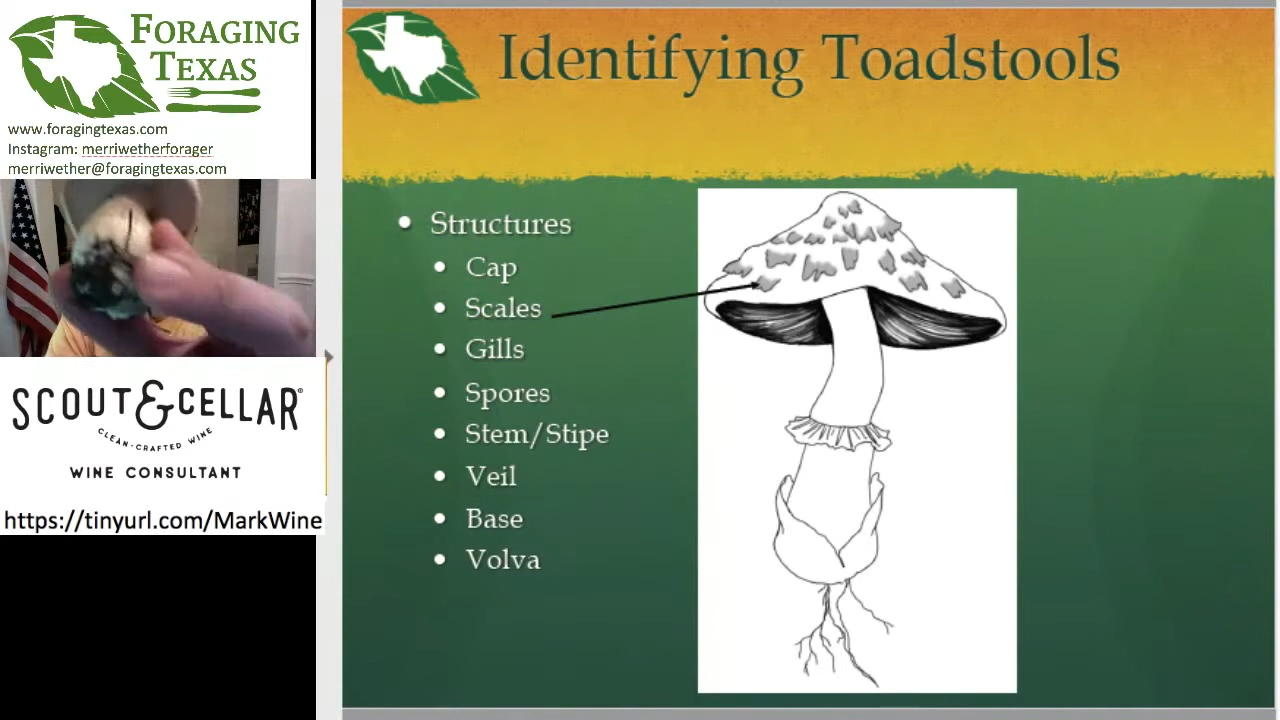 FORAGING
TEXAS
www.foragingtexas.com
Instagram: merriwetherforager
merriwether@foragingtexas.com
SCOUT & CELLAR®
CLEAN-CRAFTED WINE
WINE CONSULTANT
https://tinyurl.com/MarkWine
Identifying Toadstools
• Structures
• Cap
• Scales
• Gills
• Spores
• Stem/Stipe
• Veil
• Base
• Volva